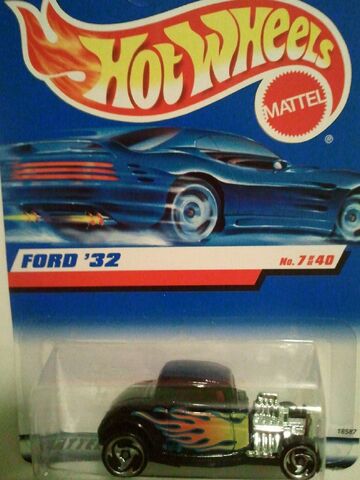 HOT WHEELS
MATTEL
®
FORD '32
No. 7 OF 40
18587